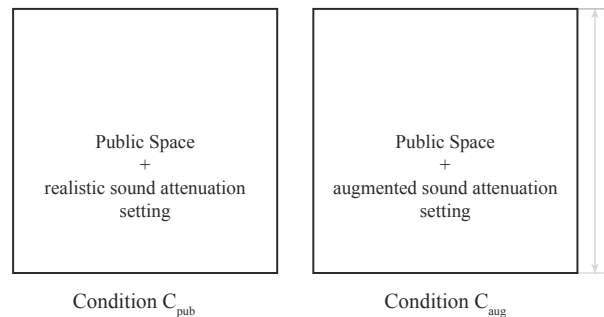 Public Space
+
realistic sound attenuation
setting
Public Space
+
augmented sound attenuation
setting
Condition C_pub
Condition C_aug